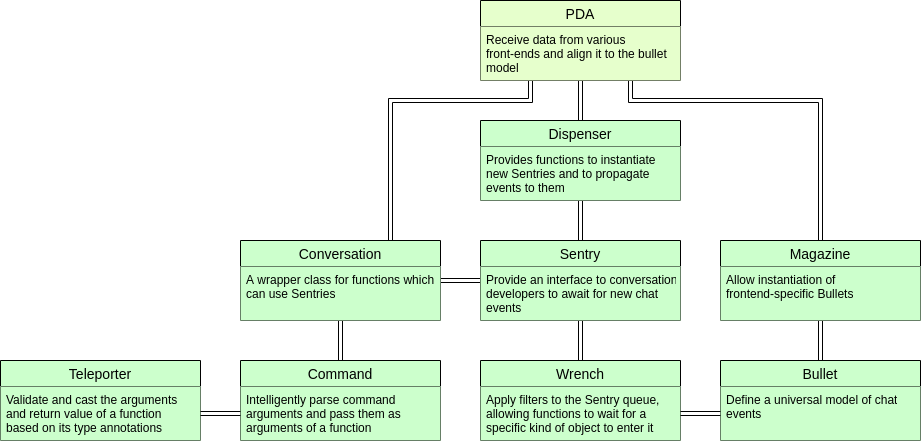 PDA
Receive data from various
front-ends and align it to the bullet
model
Dispenser
Provides functions to instantiate
new Sentries and to propagate
events to them
Conversation
A wrapper class for functions which
can use Sentries
Sentry
Provide an interface to conversation
developers to await for new chat
events
Magazine
Allow instantiation of
frontend-specific Bullets
Teleporter
Validate and cast the arguments
and return value of a function
based on its type annotations
Command
Intelligently parse command
arguments and pass them as
arguments of a function
Wrench
Apply filters to the Sentry queue,
allowing functions to wait for a
specific kind of object to enter it
Bullet
Define a universal model of chat
events